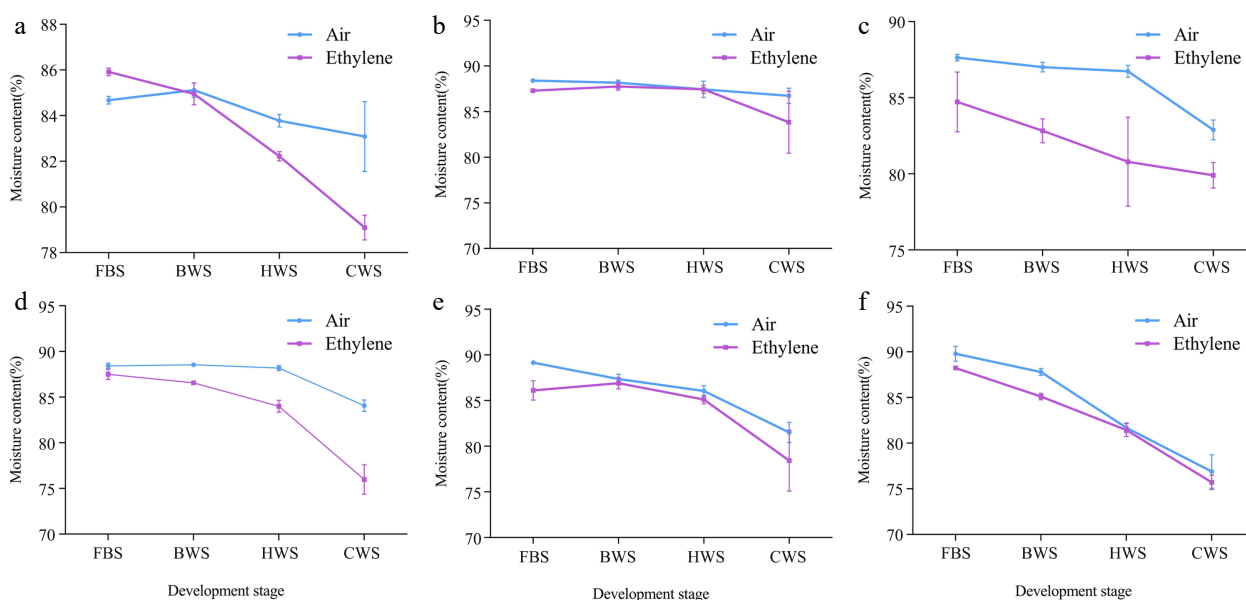 a
Moisture content(%)
88
86
84
82
80
78
Air
Ethylene
FBS BWS HWS CWS
b
Moisture content(%)
95
90
85
80
75
70
Air
Ethylene
FBS BWS HWS CWS
c
Moisture content(%)
90
85
80
75
Air
Ethylene
FBS BWS HWS CWS
d
Moisture content(%)
95
90
85
80
75
70
Air
Ethylene
FBS BWS HWS CWS
Development stage
e
Moisture content(%)
95
90
85
80
75
70
Air
Ethylene
FBS BWS HWS CWS
Development stage
f
Moisture content(%)
95
90
85
80
75
70
Air
Ethylene
FBS BWS HWS CWS
Development stage